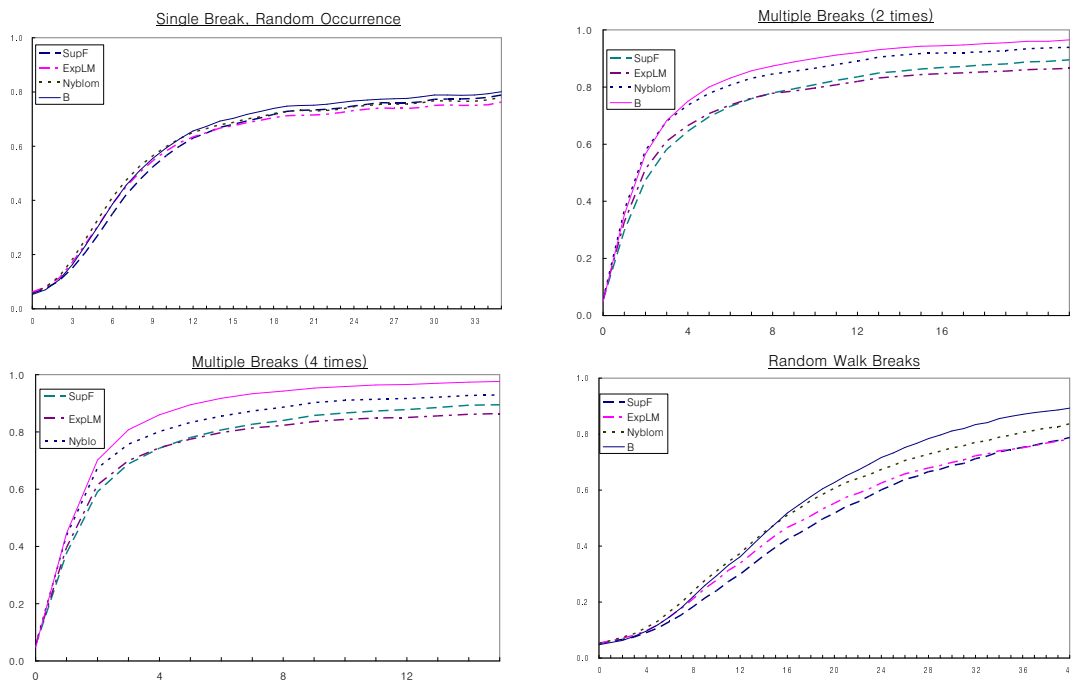 Single Break, Random Occurrence
1.0
0.8
0.6
0.4
0.2
0.0
SupF
ExpLM
Nyblom
B
0 3 6 9 12 15 18 21 24 27 30 33
Multiple Breaks (2 times)
1.0
0.8
0.6
0.4
0.2
0.0
SupF
ExpLM
Nyblom
B
0 4 8 12 16
Multiple Breaks (4 times)
1.0
0.8
0.6
0.4
0.2
0.0
SupF
ExpLM
Nyblo
0 4 8 12
Random Walk Breaks
1.0
0.8
0.6
0.4
0.2
0.0
SupF
ExpLM
Nyblom
B
0 4 8 12 16 20 24 28 32 36 4